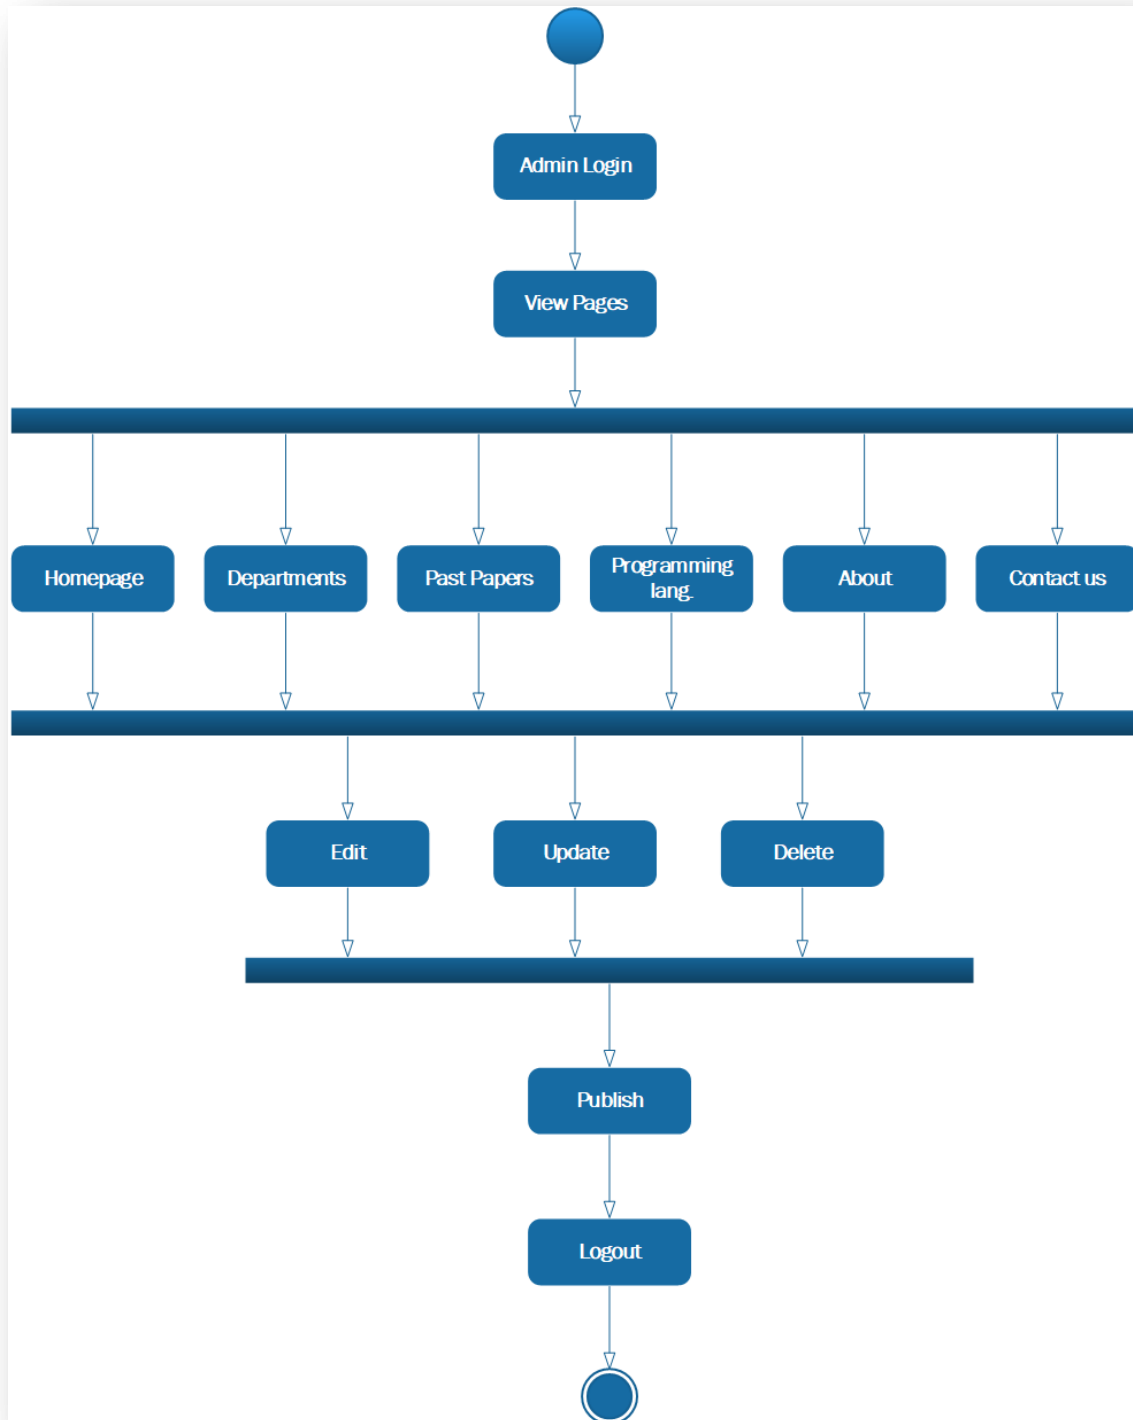 Admin Login
View Pages
Homepage
Departments
Past Papers
Programming
lang.
About
Contact us
Edit
Update
Delete
Publish
Logout